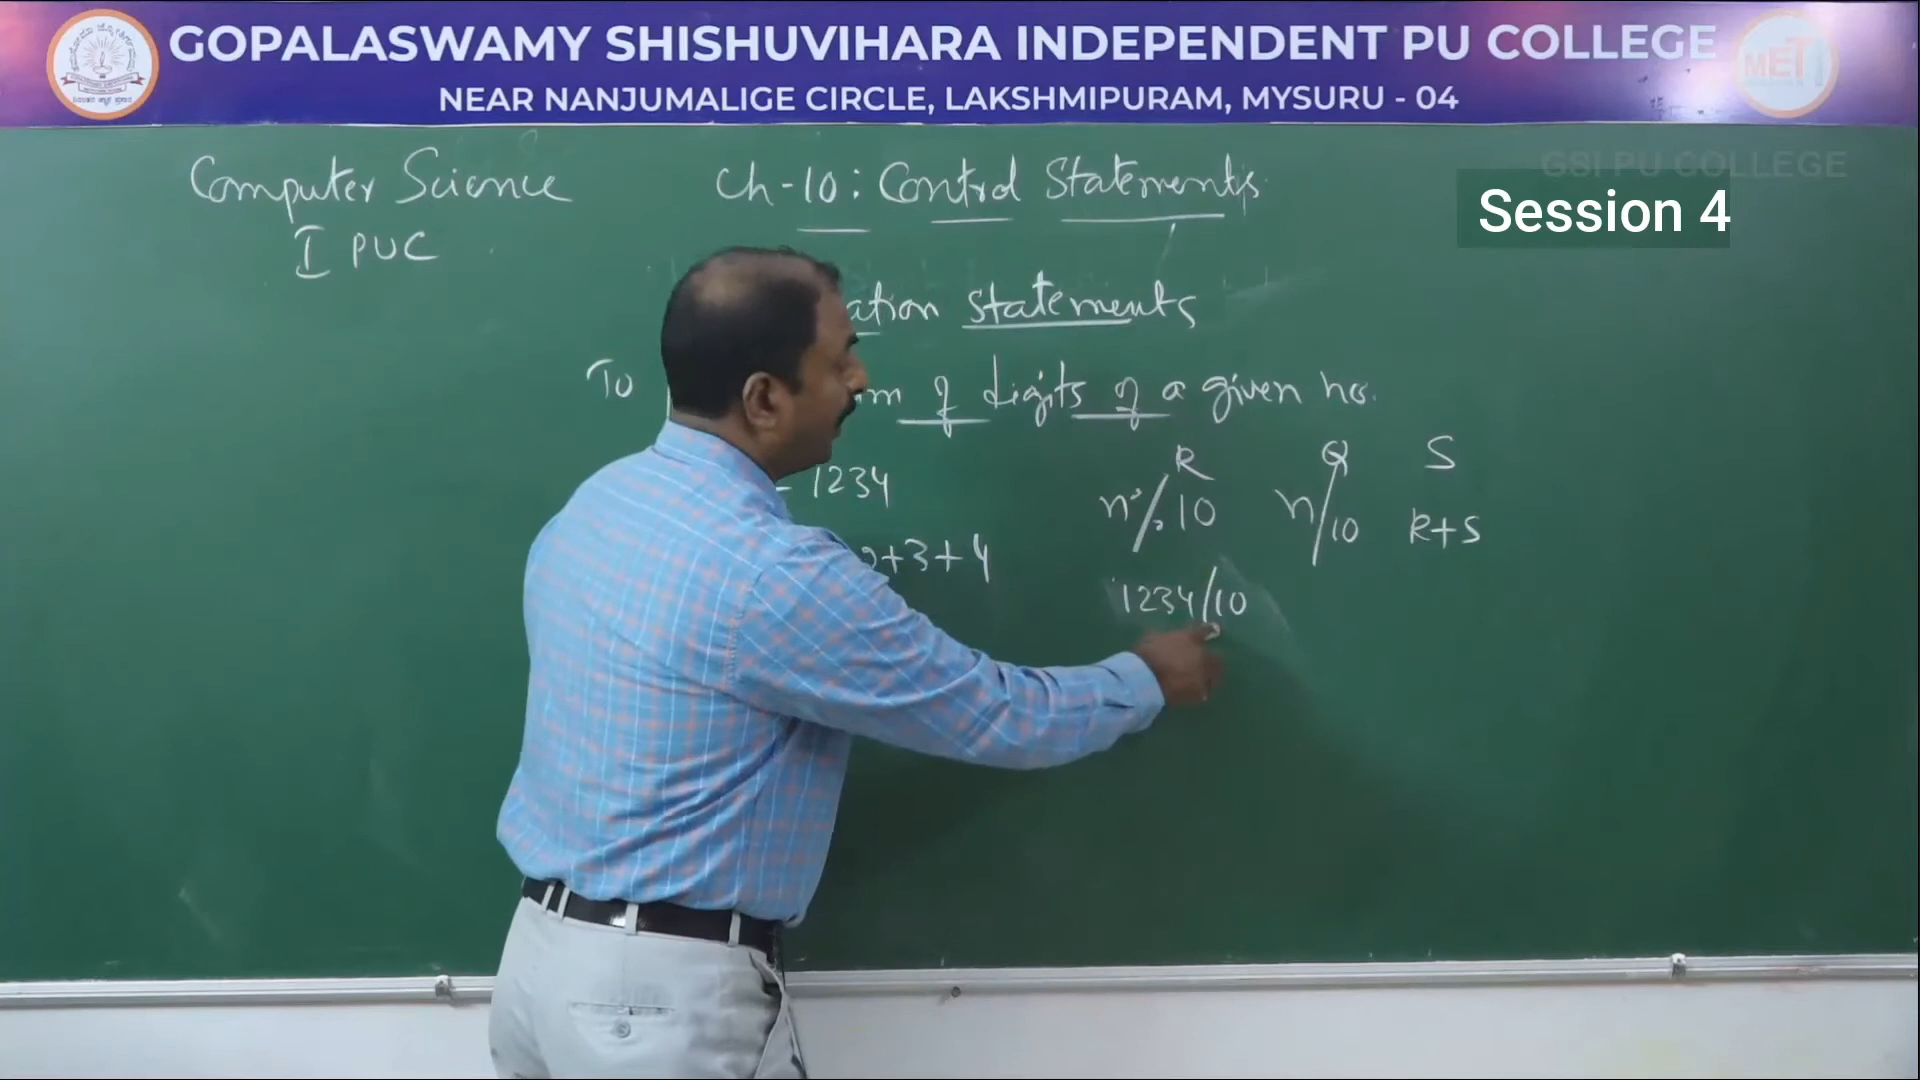 GOPALASWAMY SHISHUVIHARA INDEPENDENT PU COLLEGE
NEAR NANJUMALIGE CIRCLE, LAKSHMIPURAM, MYSURU - 04
MET
GSI PU COLLEGE
Session 4
Computer Science
I PUC
Ch-10: Control Statements
ation statements
To
m of digits of a given no.
- 1234
R Q S
n % 10 n/10 R+S
+3+4
1234/10